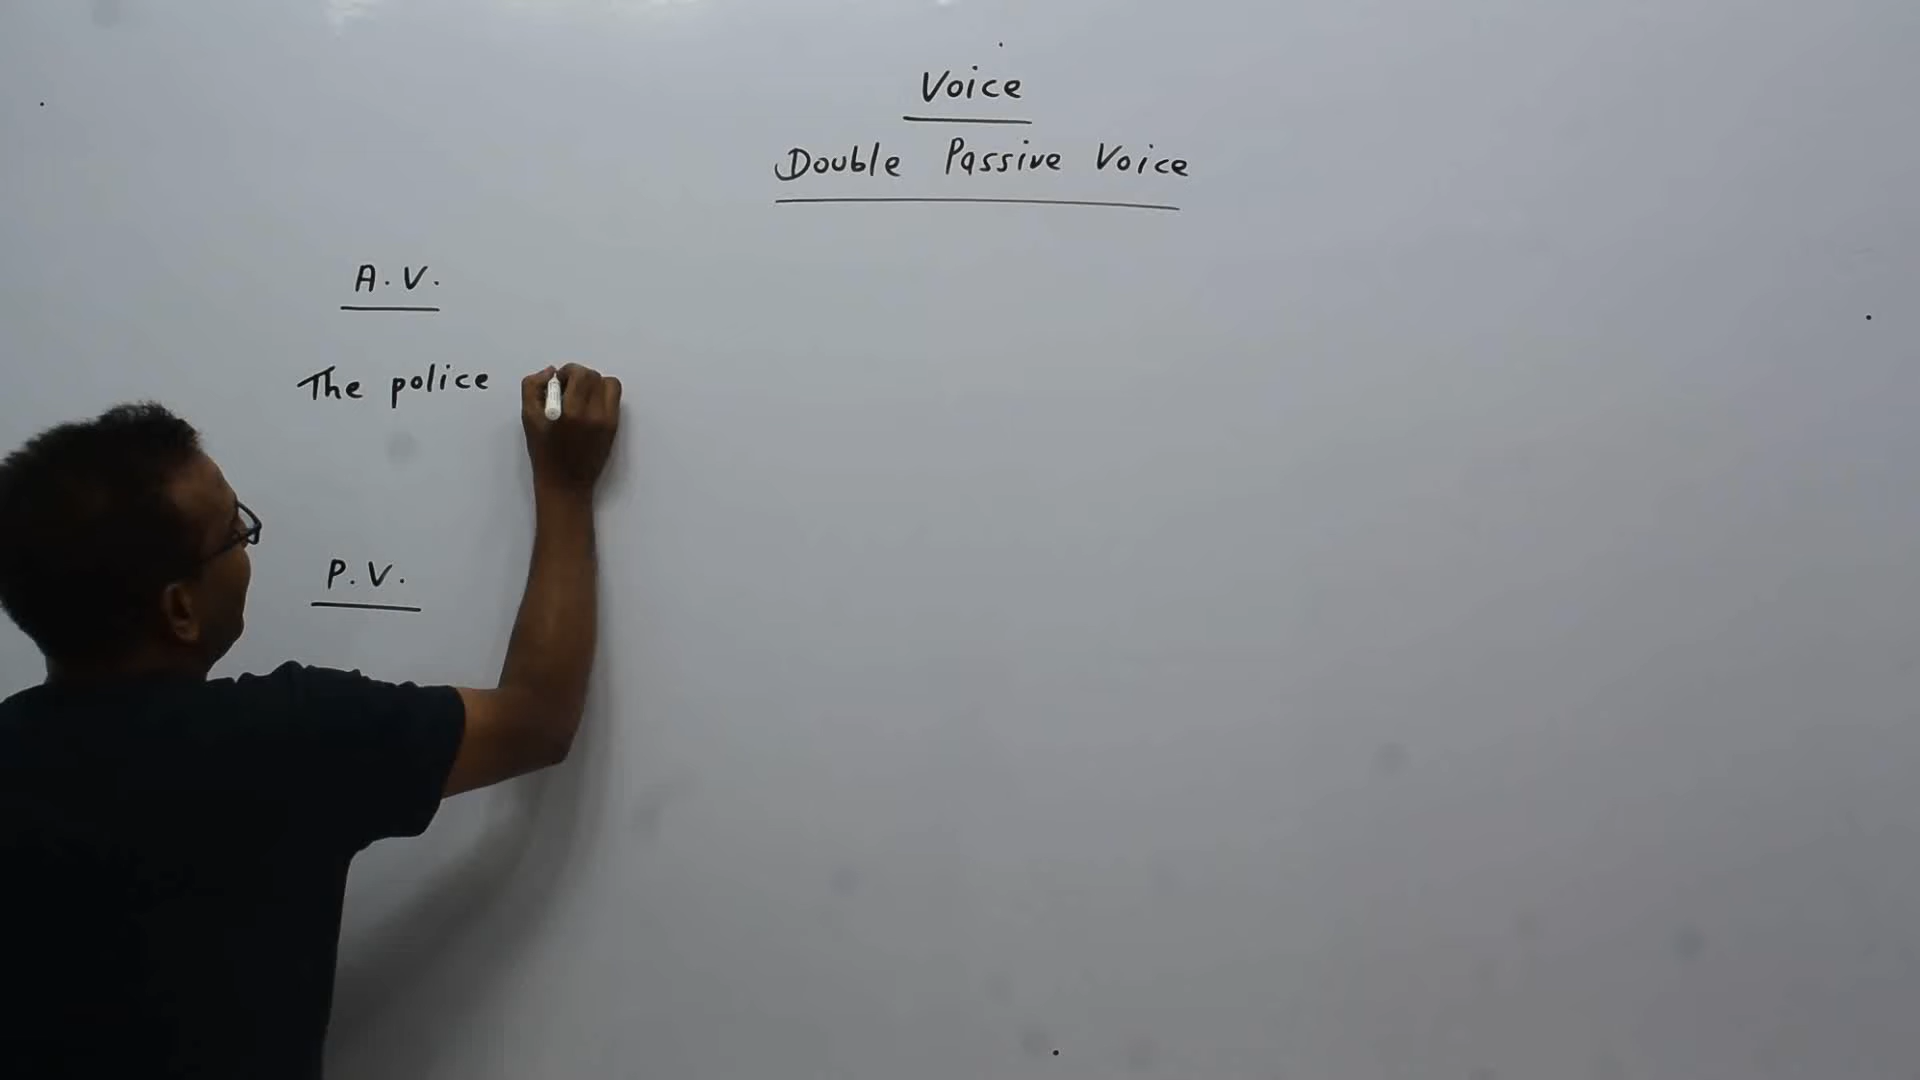 Voice
Double Passive Voice
A.V.
The police
P.V.